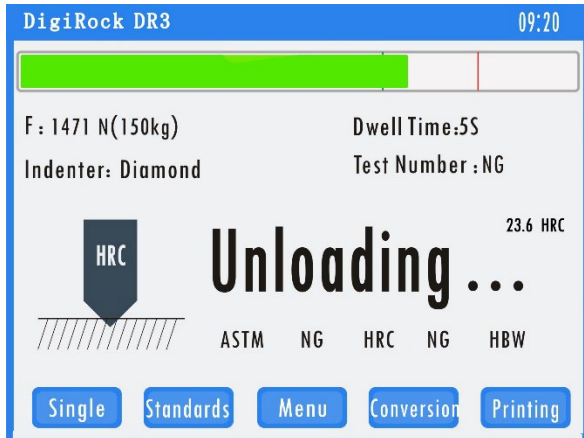 DigiRock DR3 09:20
F: 1471 N(150kg) Dwell Time:5S
Indenter: Diamond Test Number :NG
23.6 HRC
HRC Unloading ...
ASTM NG HRC NG HBW
Single Standards Menu Conversion Printing